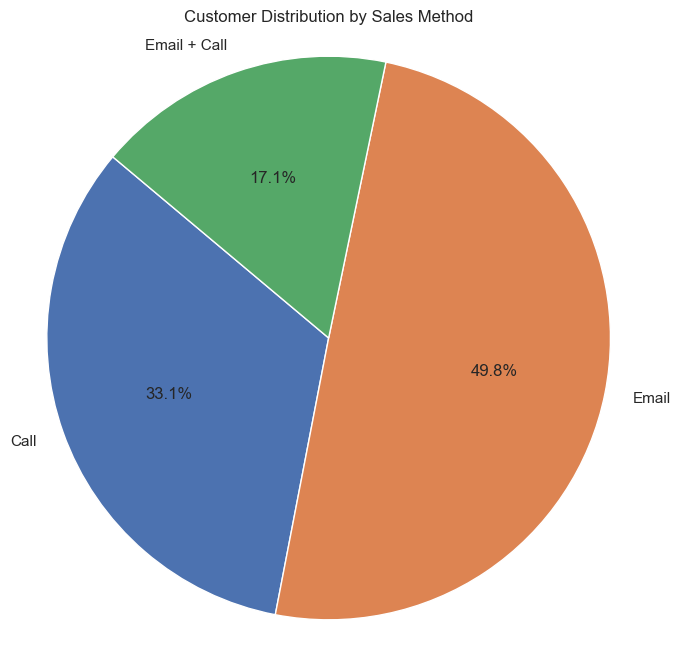 Customer Distribution by Sales Method
Email + Call
17.1%
49.8%
Email
33.1%
Call